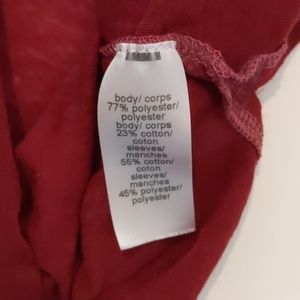 body/ corps
77% polyester/
polyester
body/ corps
23% cotton/
coton
sleeves/
manches
55% cotton/
coton
sleeves/
manches
45% polyester/
polyester